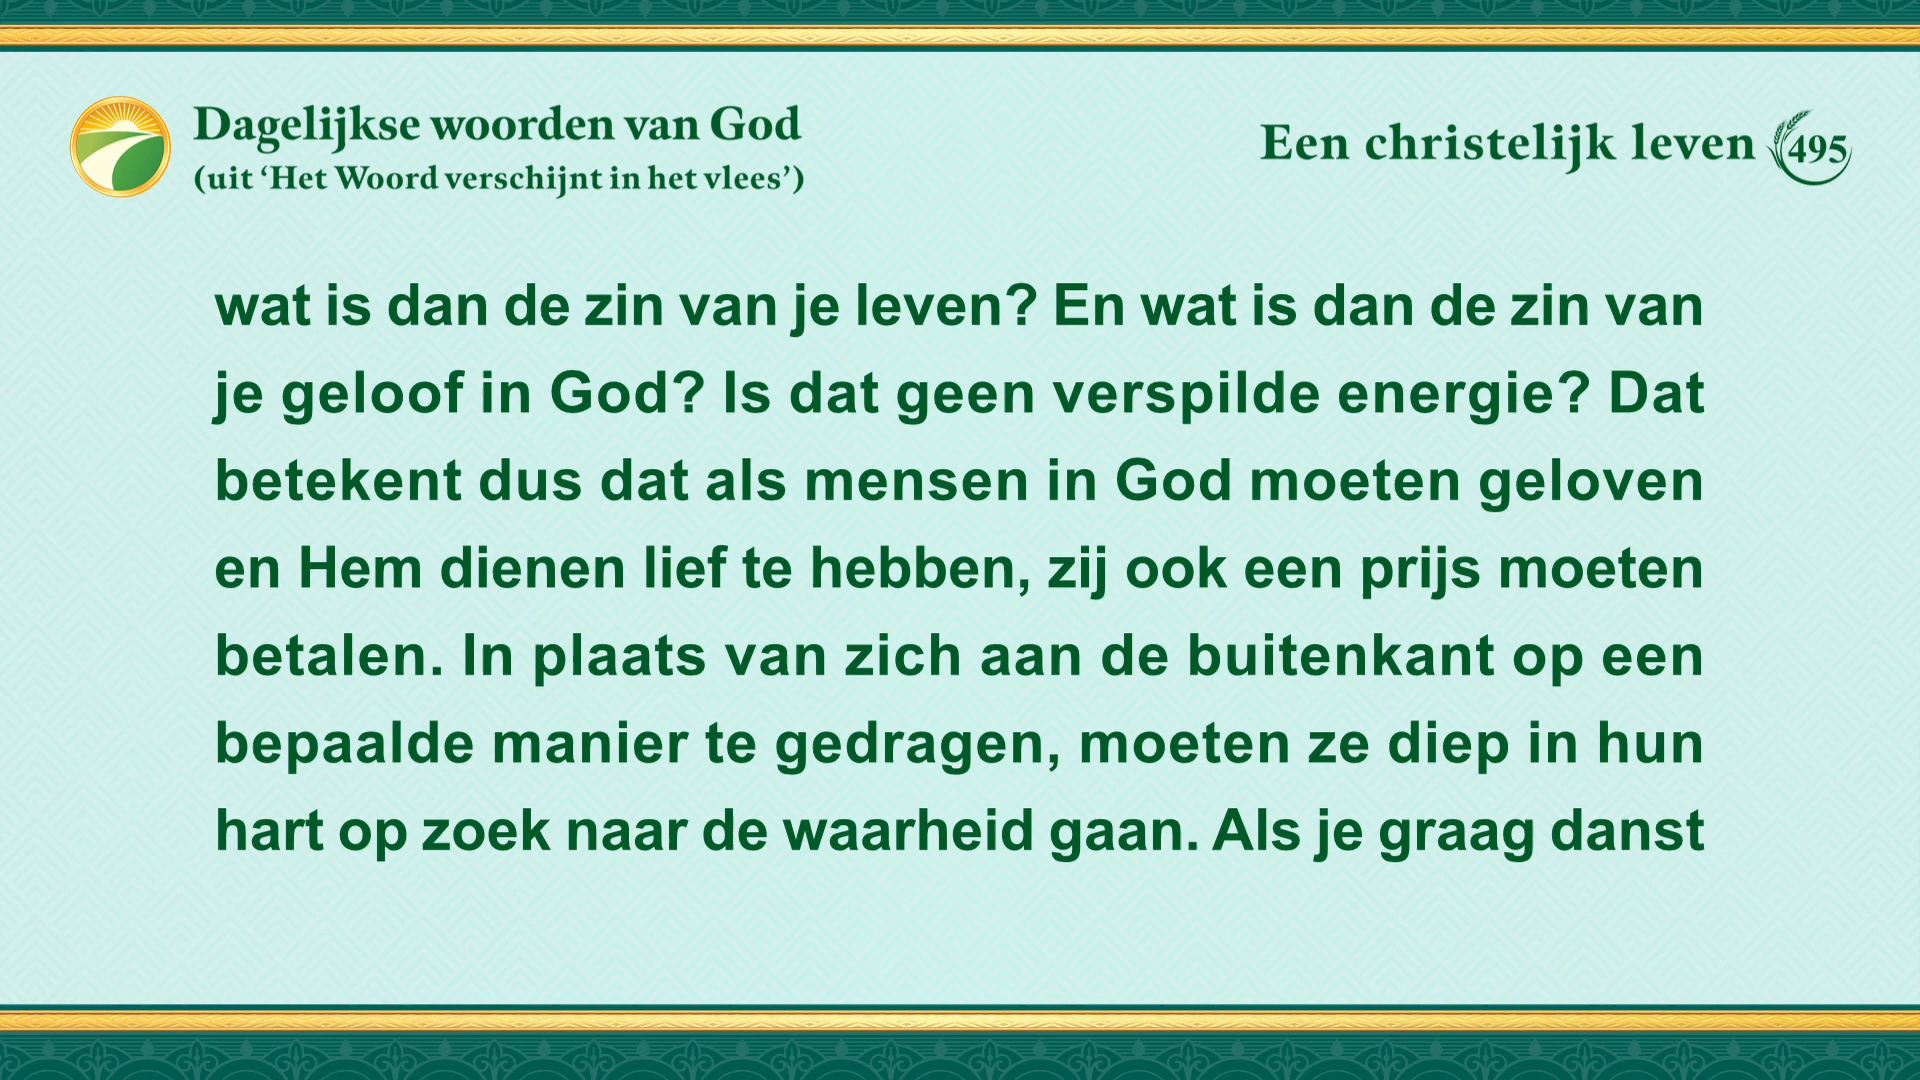 Dagelijkse woorden van God
(uit ‘Het Woord verschijnt in het vlees’)
Een christelijk leven 495
wat is dan de zin van je leven? En wat is dan de zin van
je geloof in God? Is dat geen verspilde energie? Dat
betekent dus dat als mensen in God moeten geloven
en Hem dienen lief te hebben, zij ook een prijs moeten
betalen. In plaats van zich aan de buitenkant op een
bepaalde manier te gedragen, moeten ze diep in hun
hart op zoek naar de waarheid gaan. Als je graag danst